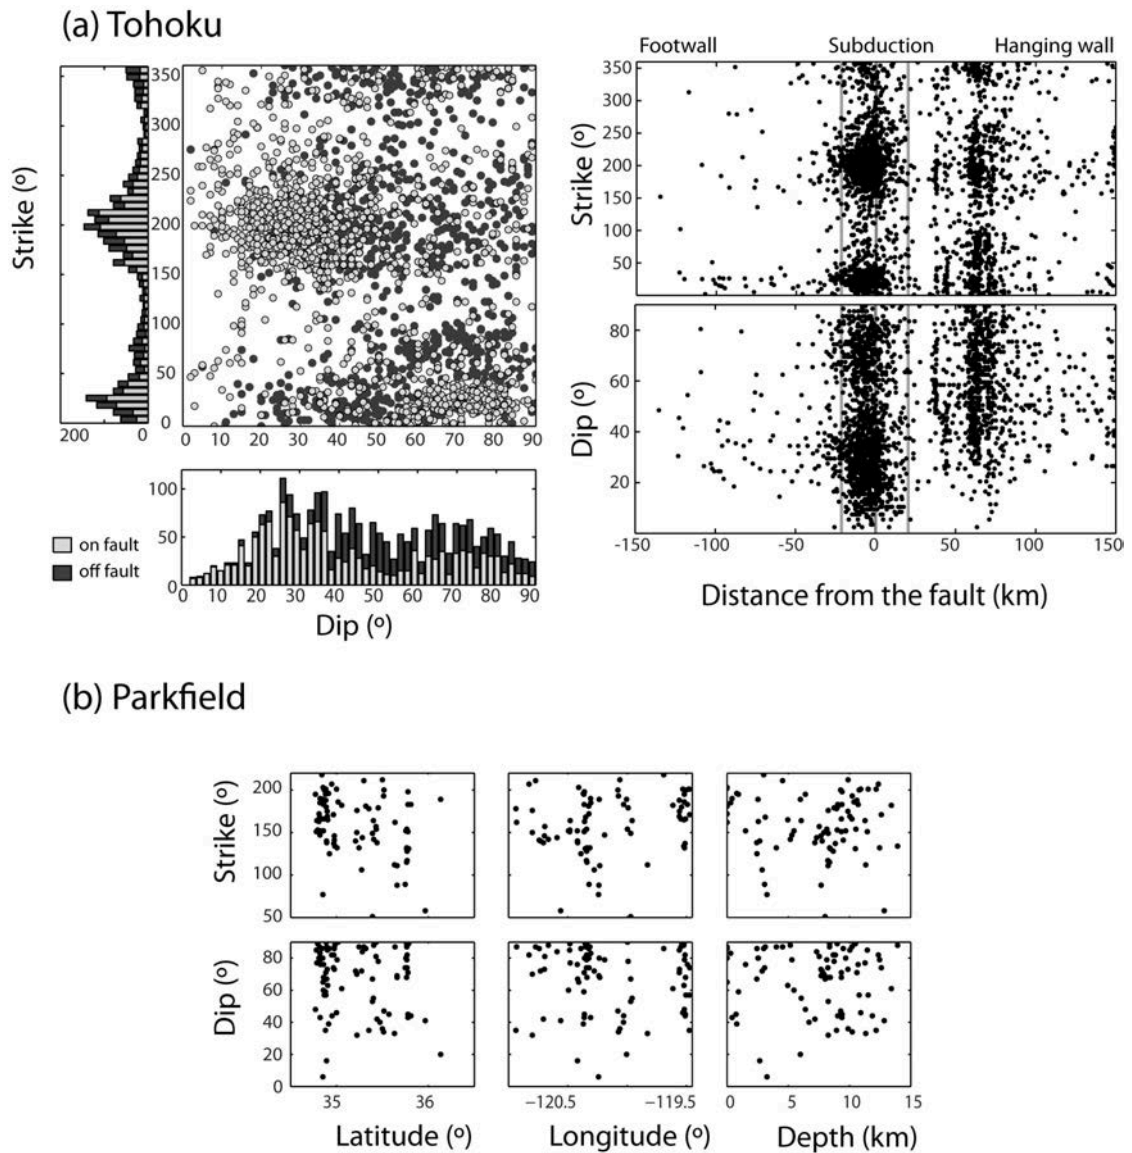 (a) Tohoku
Footwall Subduction Hanging wall
350
300
250
200
150
100
50
0
Strike (º)
200 0
0 10 20 30 40 50 60 70 80 90
350
300
250
200
150
100
50
Strike (º)
80
60
40
20
Dip (º)
-150 -100 -50 0 50 100 150
Distance from the fault (km)
100
50
0
on fault
off fault
0 10 20 30 40 50 60 70 80 90
Dip (º)
(b) Parkfield
200
150
100
50
Strike (º)
80
60
40
20
0
Dip (º)
35 36
−120.5 −119.5
0 5 10 15
Latitude (º) Longitude (º) Depth (km)